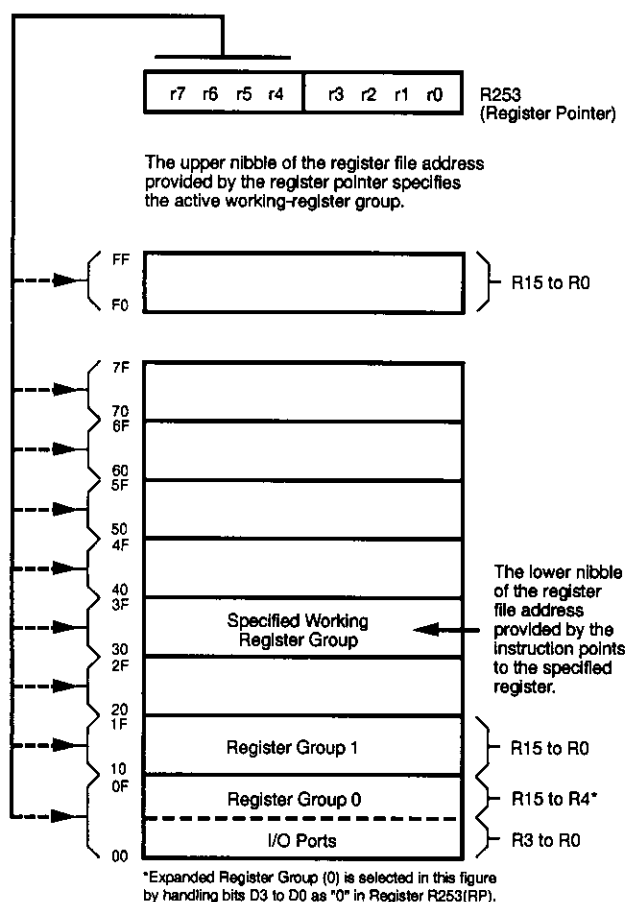 r7 r6 r5 r4 r3 r2 r1 r0 R253
(Register Pointer)
The upper nibble of the register file address
provided by the register pointer specifies
the active working-register group.
FF
F0
R15 to R0
7F
70
6F
60
5F
50
4F
40
3F
Specified Working
Register Group
The lower nibble
of the register
file address
provided by the
instruction points
to the specified
register.
30
2F
20
1F
Register Group 1
R15 to R0
10
0F
Register Group 0
R15 to R4*
I/O Ports
R3 to R0
00
*Expanded Register Group (0) is selected in this figure
by handling bits D3 to D0 as "0" in Register R253(RP).